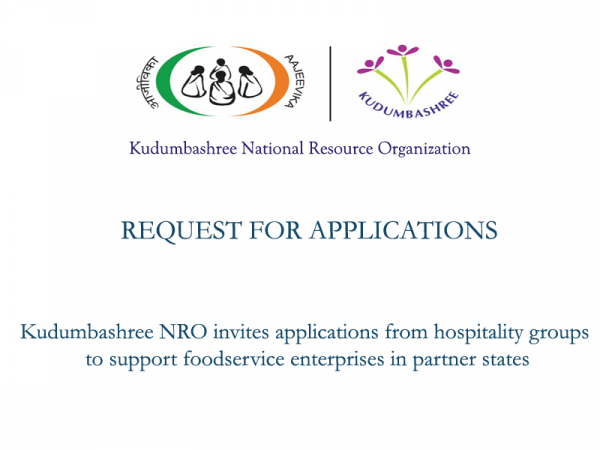 आजीविका
AAJEEVIKA
KUDUMBASHREE
Kudumbashree National Resource Organization
REQUEST FOR APPLICATIONS
Kudumbashree NRO invites applications from hospitality groups
to support foodservice enterprises in partner states